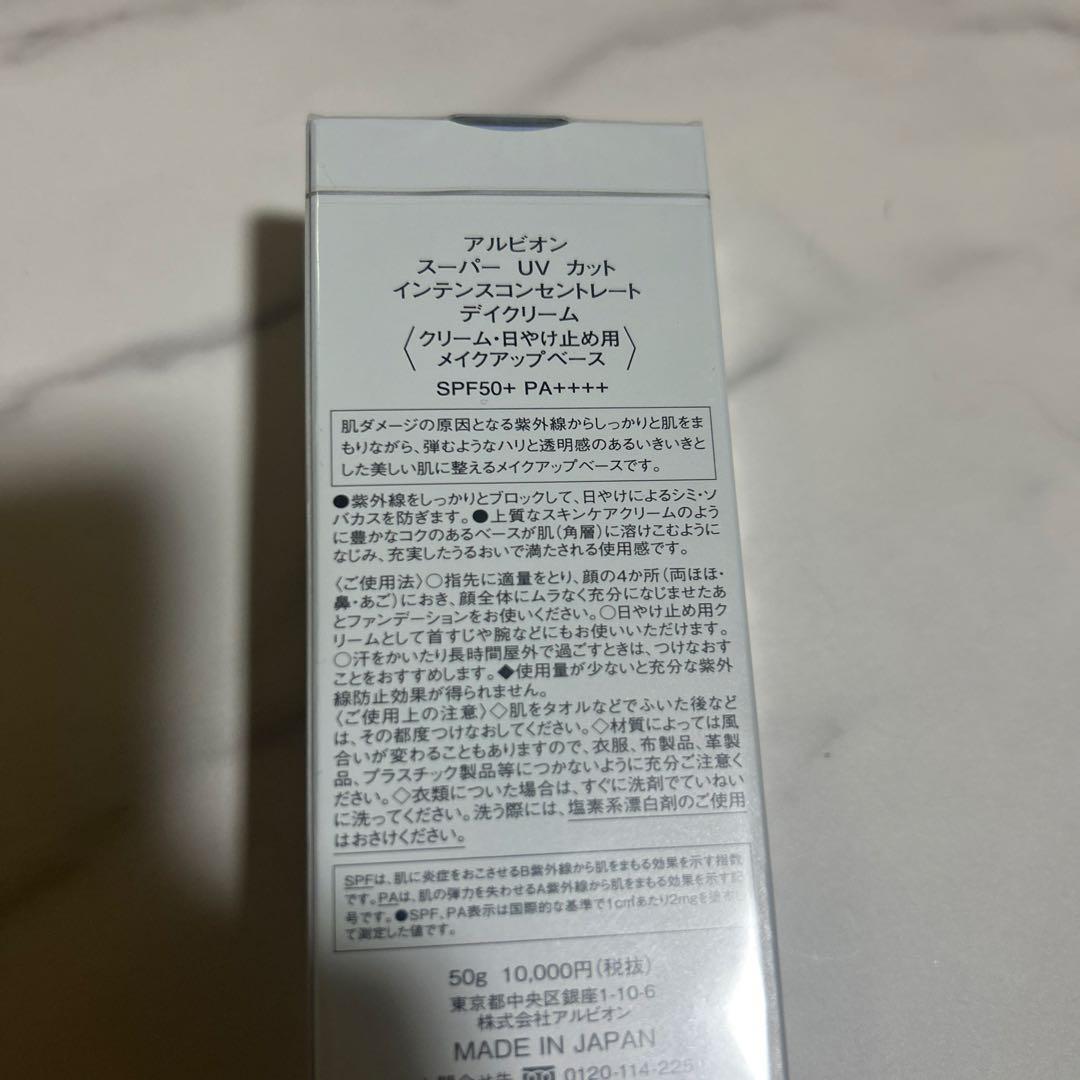 アルビオン
スーパー UV カット
インテンスコンセントレート
デイクリーム
〈クリーム・日やけ止め用
メイクアップベース〉
SPF50+ PA++++
肌ダメージの原因となる紫外線からしっかりと肌をま
もりながら、弾むようなハリと透明感のあるいきいきと
した美しい肌に整えるメイクアップベースです。
●紫外線をしっかりとブロックして、日やけによるシミ・ソ
バカスを防ぎます。●上質なスキンケアクリームのよう
に豊かなコクのあるベースが肌(角層)に溶けこむように
なじみ、充実したうるおいで満たされる使用感です。
〈ご使用法〉○指先に適量をとり、顔の4か所(両ほほ・
鼻・あご)におき、顔全体にムラなく充分になじませたあ
とファンデーションをお使いください。○日やけ止め用ク
リームとして首すじや腕などにもお使いいただけます。
○汗をかいたり長時間屋外で過ごすときは、つけなおす
ことをおすすめします。◆使用量が少ないと充分な紫外
線防止効果が得られません。
〈ご使用上の注意〉◇肌をタオルなどでふいた後など
は、その都度つけなおしてください。◇材質によっては風
合いが変わることもありますので、衣服、布製品、革製
品、プラスチック製品等につかないように充分ご注意く
ださい。◇衣類についた場合は、すぐに洗剤でていねい
に洗ってください。洗う際には、塩素系漂白剤のご使用
はおさけください。
SPFは、肌に炎症をおこさせるB紫外線から肌をまもる効果を示す指数
です。PAは、肌の弾力を失わせるA紫外線から肌をまもる効果を示す記
号です。●SPF、PA表示は国際的な基準で1c㎡あたり2mgを塗布し
て測定した値です。
50g 10,000円(税抜)
東京都中央区銀座1-10-6
株式会社アルビオン
MADE IN JAPAN
お問合せ先 0120-114-225